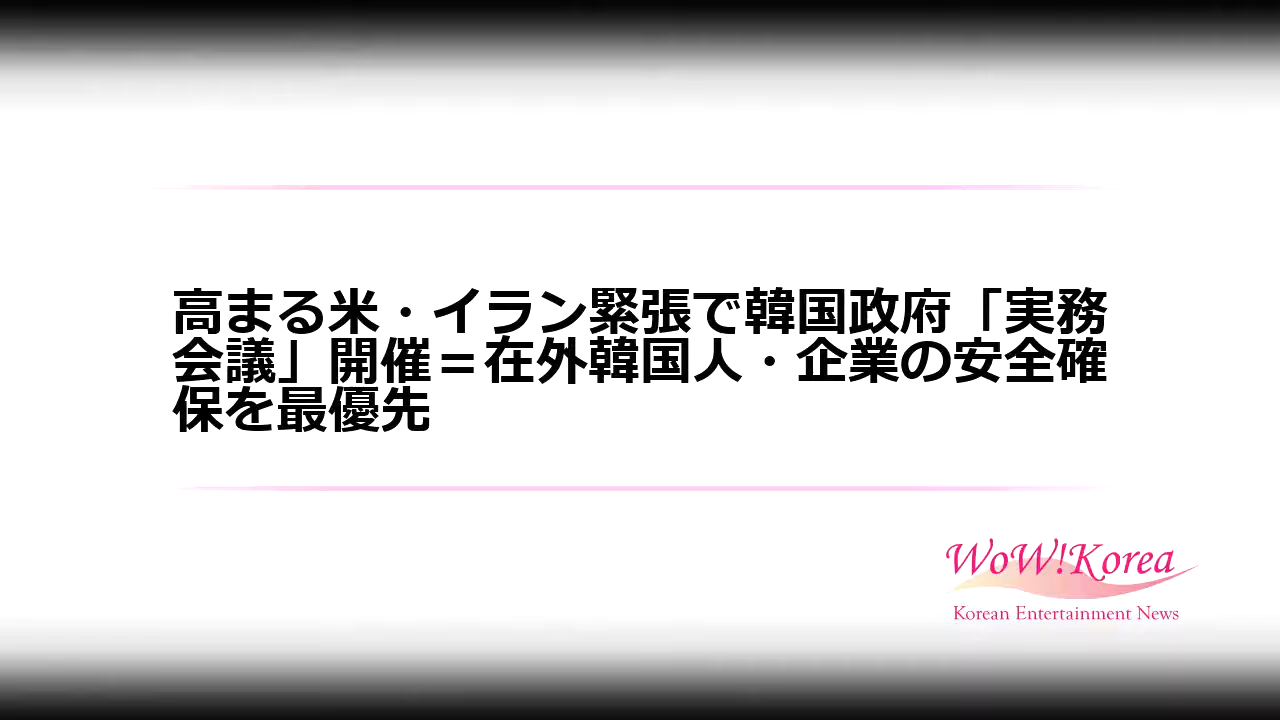 高まる米・イラン緊張で韓国政府「実務
会議」開催＝在外韓国人・企業の安全確
保を最優先
WoW!Korea
Korean Entertainment News